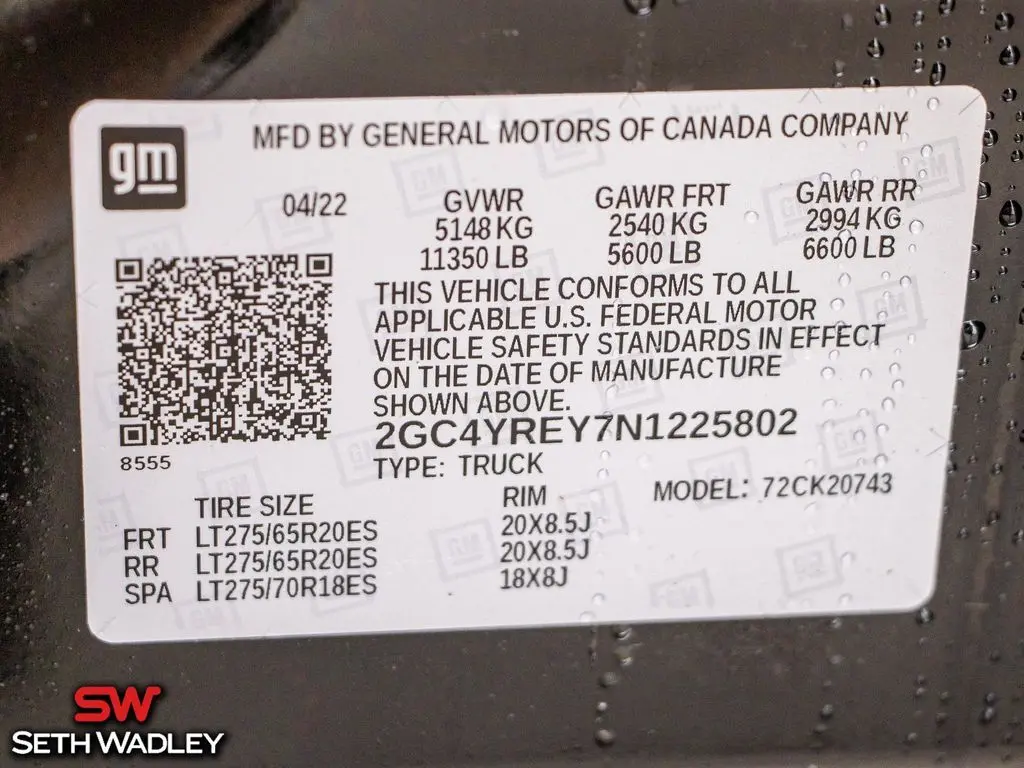 gm
MFD BY GENERAL MOTORS OF CANADA COMPANY
04/22 GVWR GAWR FRT GAWR RR
5148 KG 2540 KG 2994 KG
11350 LB 5600 LB 6600 LB
THIS VEHICLE CONFORMS TO ALL
APPLICABLE U.S. FEDERAL MOTOR
VEHICLE SAFETY STANDARDS IN EFFECT
ON THE DATE OF MANUFACTURE
SHOWN ABOVE.
2GC4YREY7N1225802
8555
TYPE: TRUCK
TIRE SIZE RIM MODEL: 72CK20743
FRT LT275/65R20ES 20X8.5J
RR LT275/65R20ES 20X8.5J
SPA LT275/70R18ES 18X8J
SW
SETH WADLEY